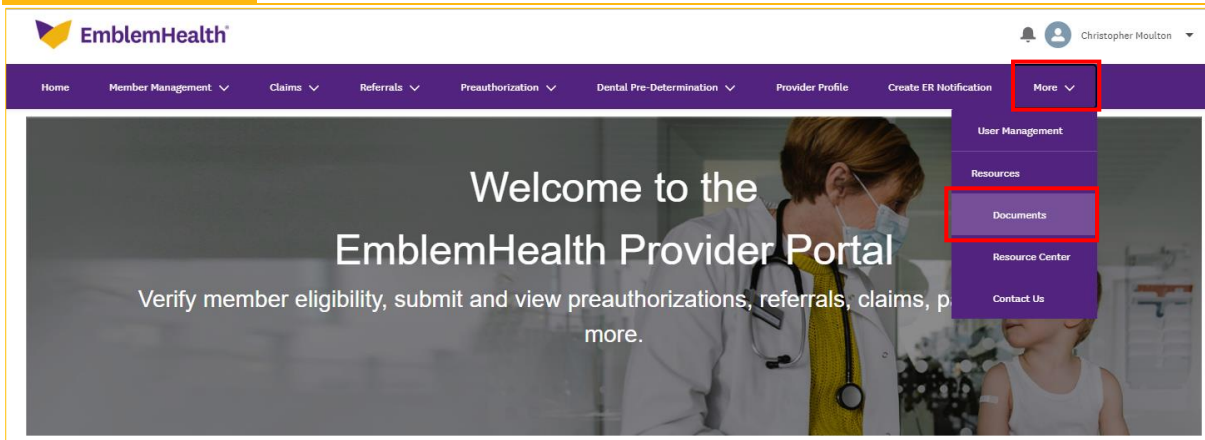 EmblemHealth®
Christopher Moulton
Home Member Management Claims Referrals Preauthorization Dental Pre-Determination Provider Profile Create ER Notification More
User Management
Resources
Documents
Resource Center
Contact Us
Welcome to the
EmblemHealth Provider Portal
Verify member eligibility, submit and view preauthorizations, referrals, claims, p
more.